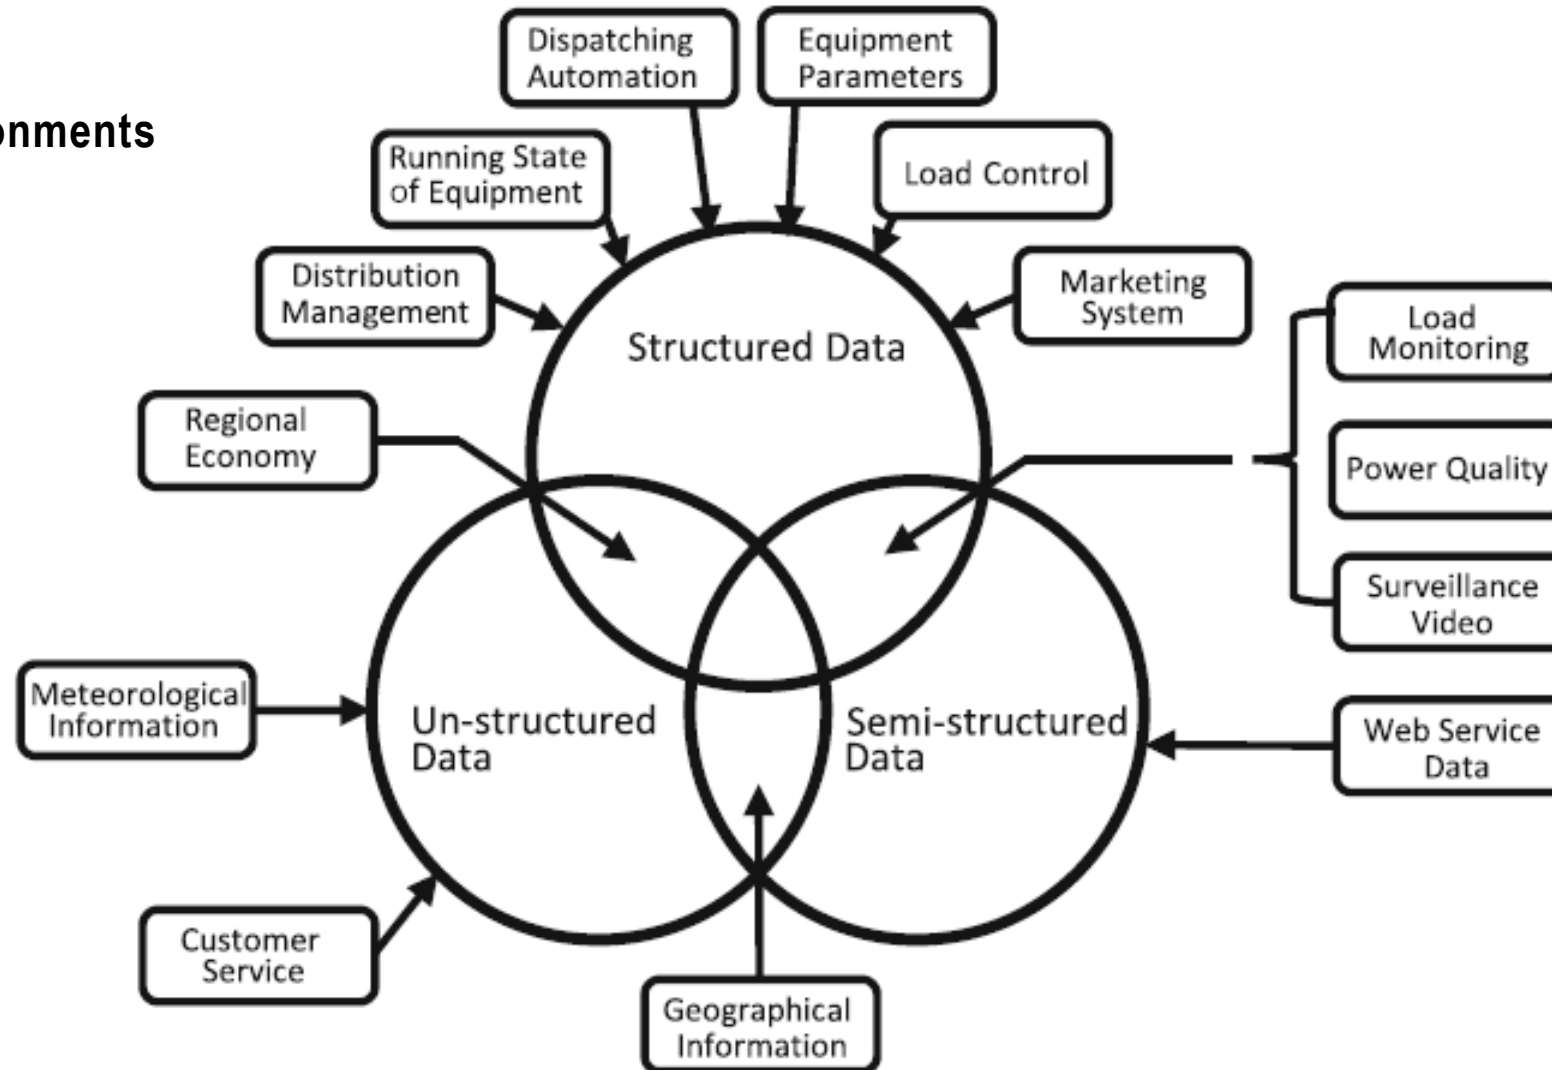 Dispatching
Automation
Equipment
Parameters
onments
Running State
of Equipment
Load Control
Distribution
Management
Marketing
System
Structured Data
Load
Monitoring
Regional
Economy
Power Quality
Surveillance
Video
Meteorological
Information
Un-structured
Data
Semi-structured
Data
Web Service
Data
Customer
Service
Geographical
Information